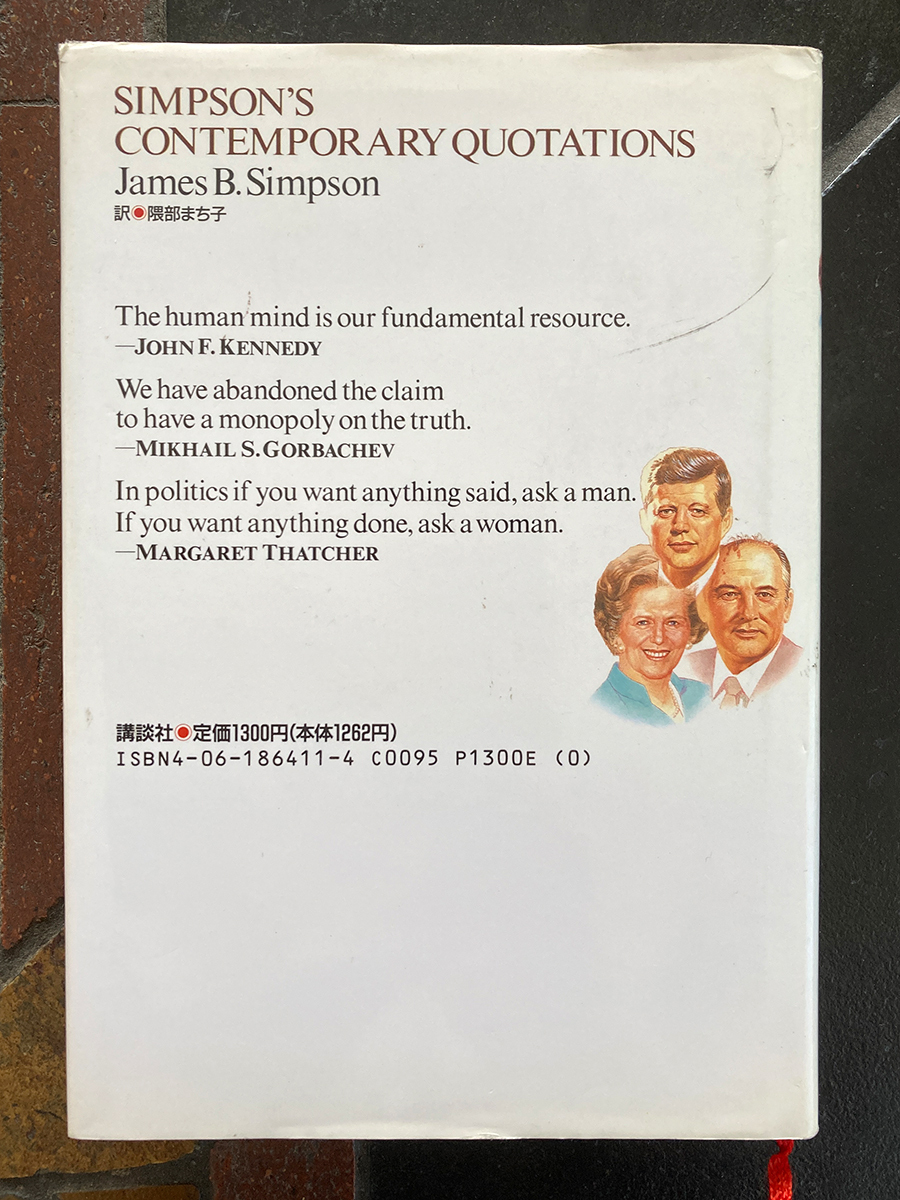 SIMPSON'S
CONTEMPORARY QUOTATIONS
James B. Simpson
訳◉隈部まち子
The human mind is our fundamental resource.
—JOHN F. KENNEDY
We have abandoned the claim
to have a monopoly on the truth.
—MIKHAIL S. GORBACHEV
In politics if you want anything said, ask a man.
If you want anything done, ask a woman.
—MARGARET THATCHER
講談社◉定価1300円(本体1262円)
ISBN4-06-186411-4 C0095 P1300E (0)